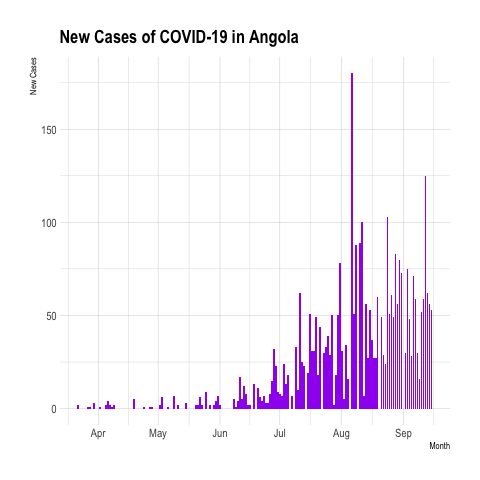 New Cases of COVID-19 in Angola
New Cases
150
100
50
0
Apr May Jun Jul Aug Sep
Month